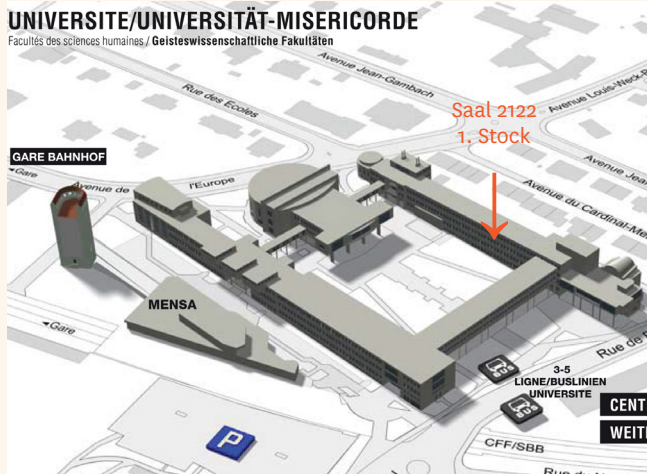 UNIVERSITE/UNIVERSITÄT-MISERICORDE
Facultés des sciences humaines / Geisteswissenschaftliche Fakultäten
Avenue Jean-Gambach
Rue des Ecoles
Avenue Louis-Weck-R
Saal 2122
1. Stock
GARE BAHNHOF
Gare
Avenue de l'Europe
Avenue Jea
Avenue du Cardinal-Me
MENSA
Gare
Rue de
BUS
3-5
LIGNE/BUSLINIEN
UNIVERSITE
BUS
CENT
WEIT
P
CFF/SBB